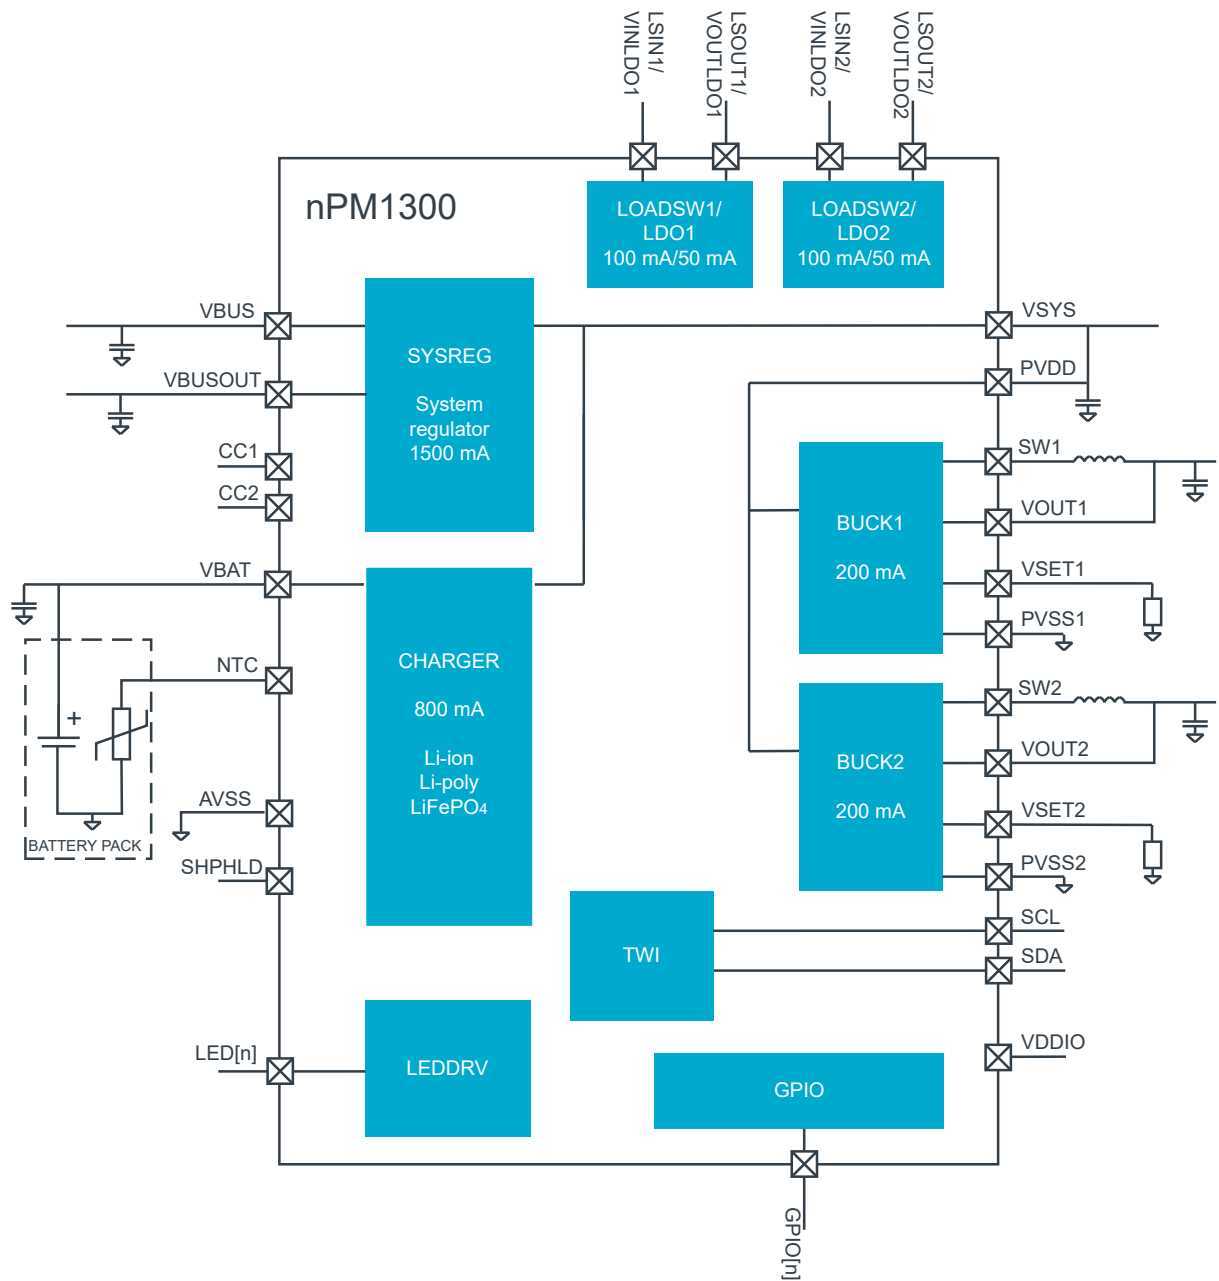 LSIN1/
VINLDO1
LSOUT1/
VOUTLDO1
LSIN2/
VINLDO2
LSOUT2/
VOUTLDO2
nPM1300
LOADSW1/
LDO1
100 mA/50 mA
LOADSW2/
LDO2
100 mA/50 mA
VBUS
VBUSOUT
CC1
CC2
SYSREG
System
regulator
1500 mA
VSYS
PVDD
SW1
VOUT1
VSET1
PVSS1
BUCK1
200 mA
VBAT
NTC
CHARGER
800 mA
Li-ion
Li-poly
LiFePO4
+
BATTERY PACK
AVSS
SHPHLD
SW2
VOUT2
VSET2
PVSS2
BUCK2
200 mA
TWI
SCL
SDA
LED[n]
LEDDRV
VDDIO
GPIO
GPIO[n]